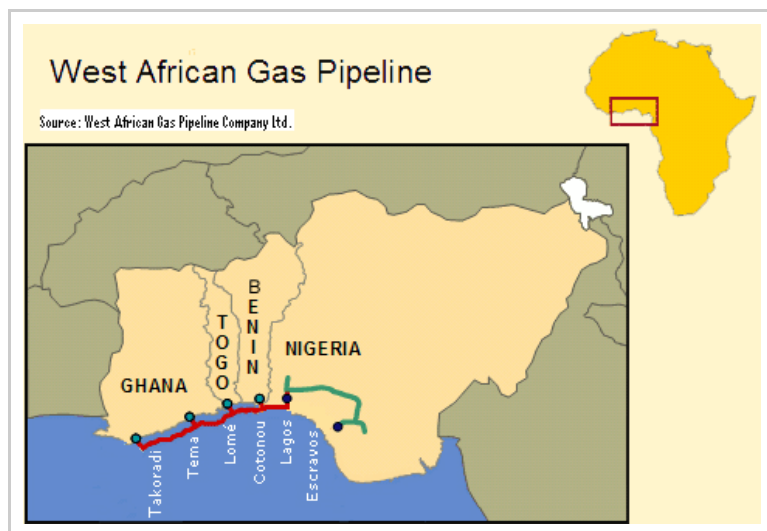 West African Gas Pipeline
Source: West African Gas Pipeline Company Ltd.
BENIN
TOGO
NIGERIA
GHANA
Takoradi
Tema
Lomé
Cotonou
Lagos
Escravos